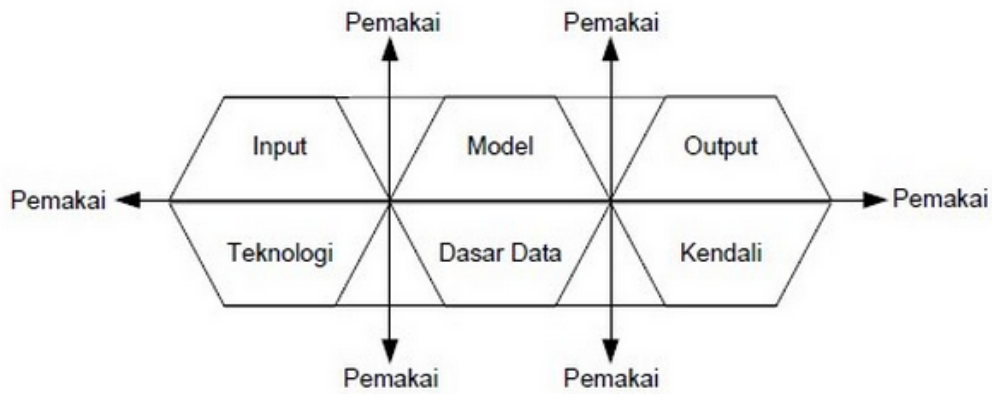 Pemakai Pemakai
Input Model Output
Pemakai Pemakai
Teknologi Dasar Data Kendali
Pemakai Pemakai